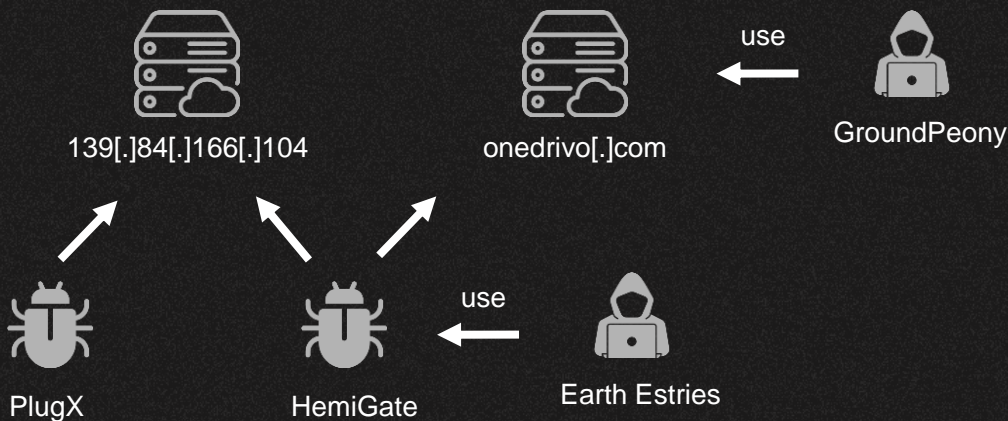 use
139[.]84[.]166[.]104
onedrivo[.]com
GroundPeony
use
PlugX
HemiGate
Earth Estries